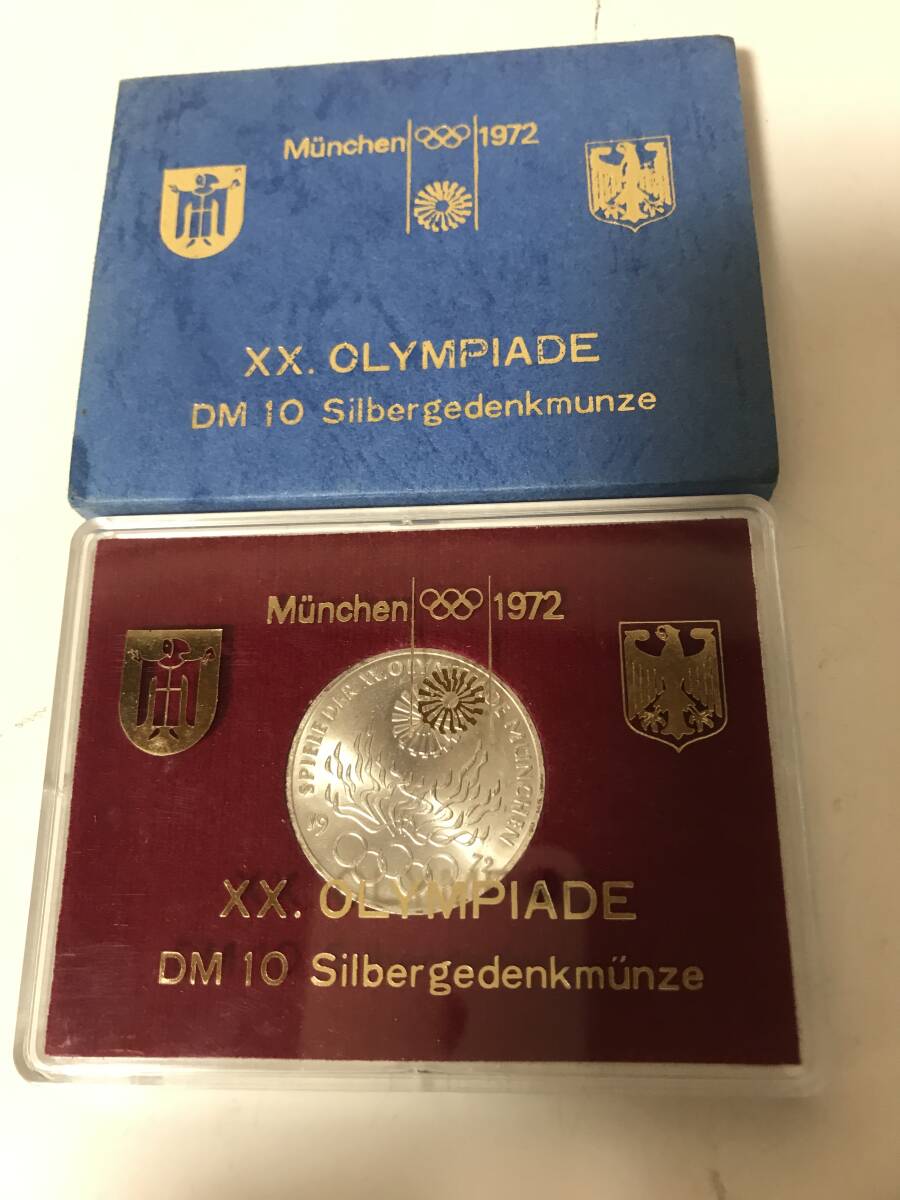 München 1972
XX. OLYMPIADE
DM 10 Silbergedenkmunze
München 1972
SPIELE DER XX. OLYMPIADE MÜNCHEN
19 72
XX. OLYMPIADE
DM 10 Silbergedenkmünze